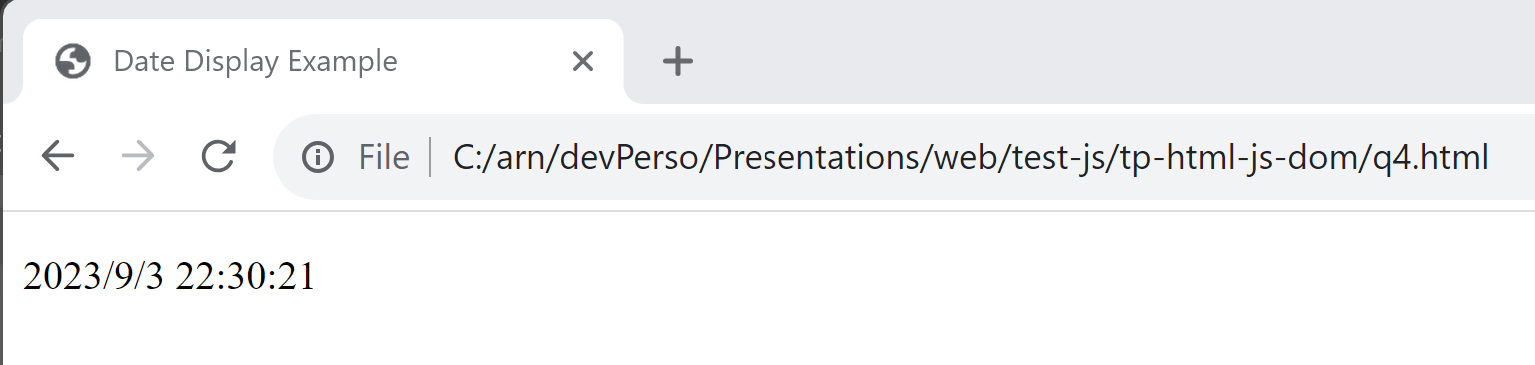 Date Display Example
File C:/arn/devPerso/Presentations/web/test-js/tp-html-js-dom/q4.html
2023/9/3 22:30:21